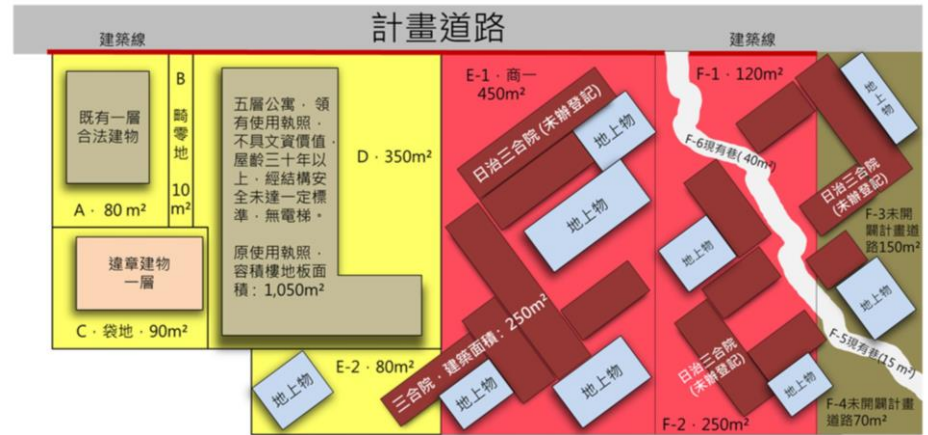 計畫道路
建築線
建築線
既有一層
合法建物
A．80 m²
B
畸
零
地
10
m²
五層公寓，領
有使用執照，
不具文資價值，
屋齡三十年以
上，經結構安
全未達一定標
準，無電梯。
原使用執照，
容積樓地板面
積：1,050m²
D．350m²
違章建物
一層
C．袋地．90m²
E-1．商一
450m²
日治三合院 (未辦登記)
地上物
地上物
三合院．建築面積：250m²
地上物
地上物
E-2．80m²
地上物
F-1．120m²
F-6現有巷( 40m²)
地上物
日治三合院
(未辦登記)
F-3未開
闢計畫道
路150m²
地上物
地上物
F-5現有巷(15 m²)
日治三合院
(未辦登記)
地上物
F-2．250m²
F-4未開闢計畫
道路70m²